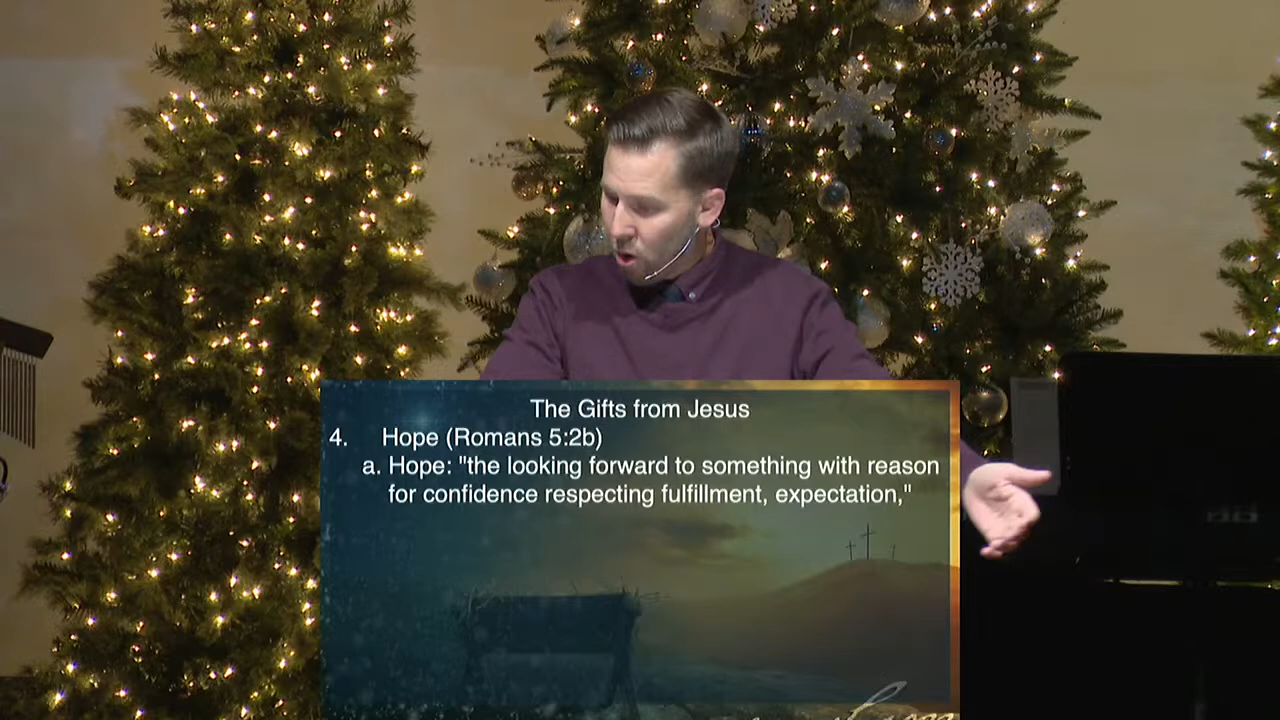 The Gifts from Jesus
4. Hope (Romans 5:2b)
a. Hope: "the looking forward to something with reason
for confidence respecting fulfillment, expectation,"